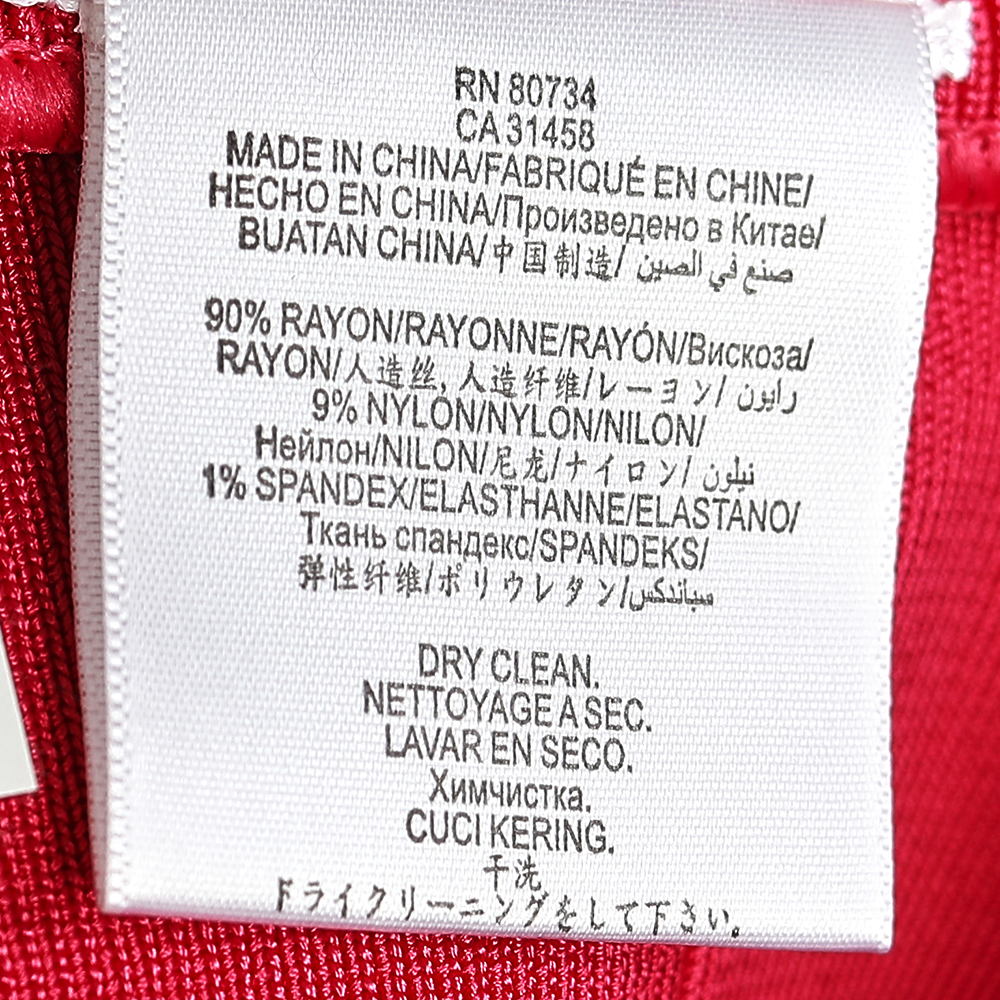 RN 80734
CA 31458
MADE IN CHINA/FABRIQUÉ EN CHINE/
HECHO EN CHINA/Произведено в Китае/
BUATAN CHINA/中国制造/صنع في الصين
90% RAYON/RAYONNE/RAYÓN/Вискоза/
RAYON/人造丝, 人造纤维/レーヨン/رايون
9% NYLON/NYLON/NILON/
Нейлон/NILON/尼龙/ナイロン/نيلون
1% SPANDEX/ELASTHANNE/ELASTANO/
Ткань спандекс/SPANDEKS/
弹性纤维/ポリウレタン/سباندكس
DRY CLEAN.
NETTOYAGE A SEC.
LAVAR EN SECO.
Химчистка.
CUCI KERING.
干洗
ドライクリーニングをして下さい。